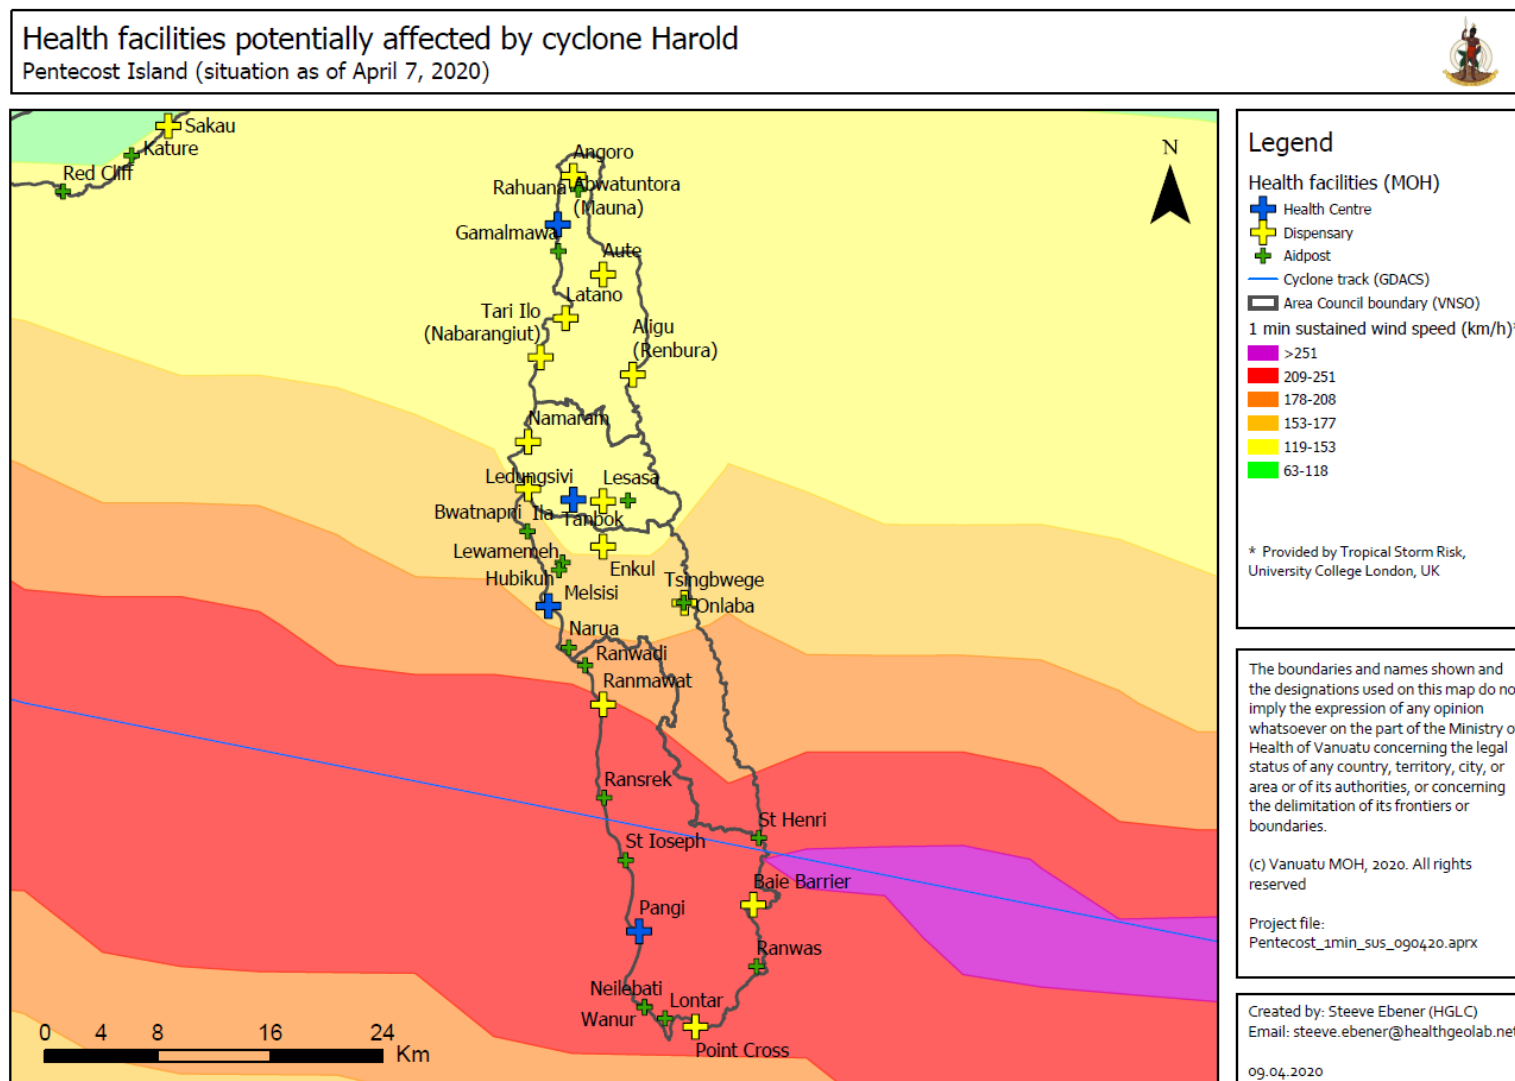 Health facilities potentially affected by cyclone Harold
Pentecost Island (situation as of April 7, 2020)
Sakau
Kature
Red Cliff
Angoro
Rahuana
Abwatuntora
(Mauna)
Gamalmawa
Aute
Latano
Tari Ilo
(Nabarangiut)
Aligu
(Renbura)
Namaram
Ledungsivi
Lesasa
Bwatnapni
Ila
Tanbok
Lewamemeh
Enkul
Hubikun
Tsingbwege
Melsisi
Onlaba
Narua
Ranwadi
Ranmawat
Ransrek
St Henri
St Ioseph
Baie Barrier
Pangi
Ranwas
Neilebati
Lontar
Wanur
Point Cross
N
0 4 8 16 24
Km
Legend
Health facilities (MOH)
Health Centre
Dispensary
Aidpost
Cyclone track (GDACS)
Area Council boundary (VNSO)
1 min sustained wind speed (km/h)*
>251
209-251
178-208
153-177
119-153
63-118
* Provided by Tropical Storm Risk,
University College London, UK
The boundaries and names shown and
the designations used on this map do no
imply the expression of any opinion
whatsoever on the part of the Ministry o
Health of Vanuatu concerning the legal
status of any country, territory, city, or
area or of its authorities, or concerning
the delimitation of its frontiers or
boundaries.
(c) Vanuatu MOH, 2020. All rights
reserved
Project file:
Pentecost_1min_sus_090420.aprx
Created by: Steeve Ebener (HGLC)
Email: steeve.ebener@healthgeolab.net
09.04.2020